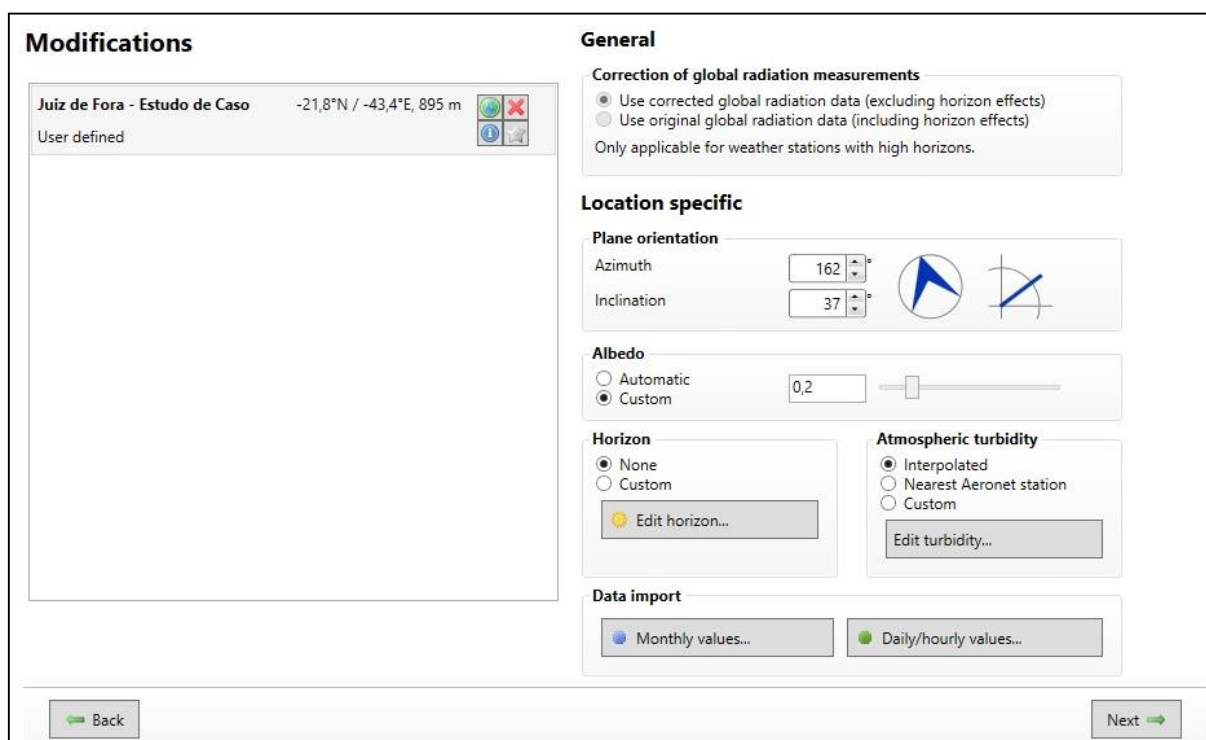 Modifications
Juiz de Fora - Estudo de Caso -21,8°N / -43,4°E, 895 m
User defined
General
Correction of global radiation measurements
Use corrected global radiation data (excluding horizon effects)
Use original global radiation data (including horizon effects)
Only applicable for weather stations with high horizons.
Location specific
Plane orientation
Azimuth 162 °
Inclination 37 °
Albedo
Automatic
Custom
0,2
Horizon
None
Custom
Edit horizon...
Atmospheric turbidity
Interpolated
Nearest Aeronet station
Custom
Edit turbidity...
Data import
Monthly values...
Daily/hourly values...
Back
Next